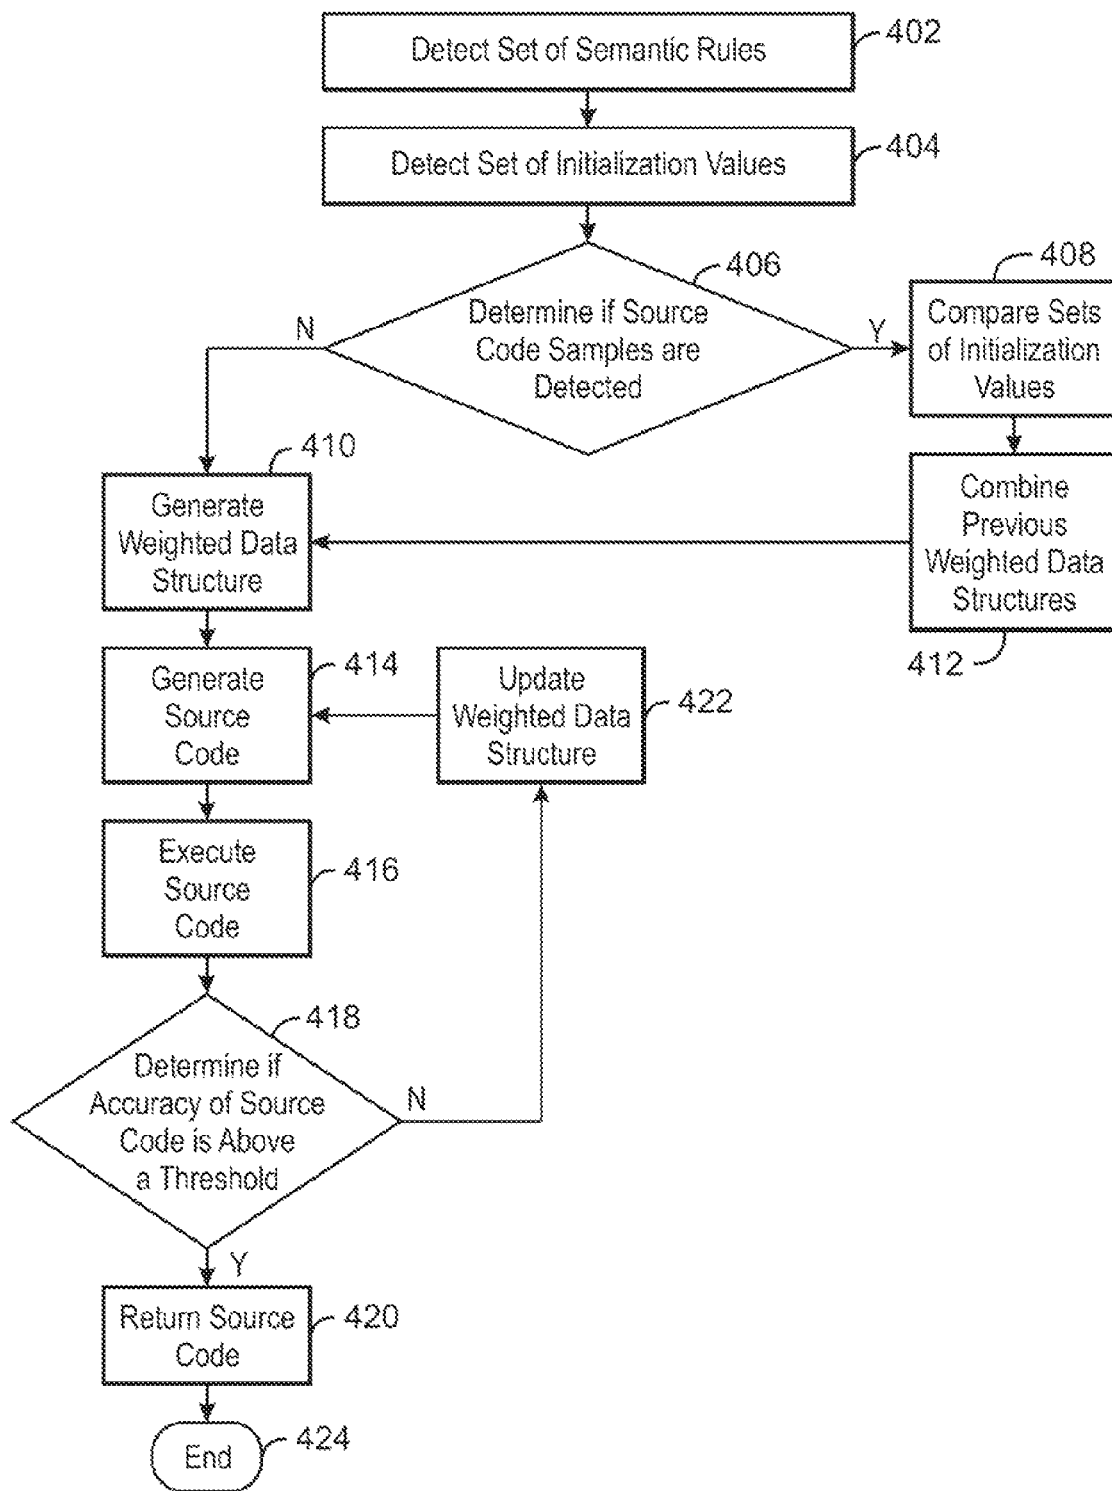 Detect Set of Semantic Rules
402
Detect Set of Initialization Values
404
406
Determine if Source
Code Samples are
Detected
N
Y
408
Compare Sets
of Initialization
Values
410
Generate
Weighted Data
Structure
Combine
Previous
Weighted Data
Structures
412
Generate
Source
Code
414
Update
Weighted Data
Structure
422
Execute
Source
Code
416
418
Determine if
Accuracy of Source
Code is Above
a Threshold
N
Y
Return Source
Code
420
End
424